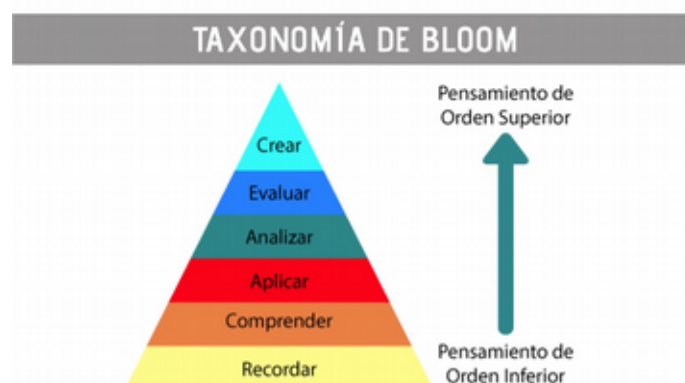 TAXONOMÍA DE BLOOM
Pensamiento de
Orden Superior
Crear
Evaluar
Analizar
Aplicar
Comprender
Recordar
Pensamiento de
Orden Inferior